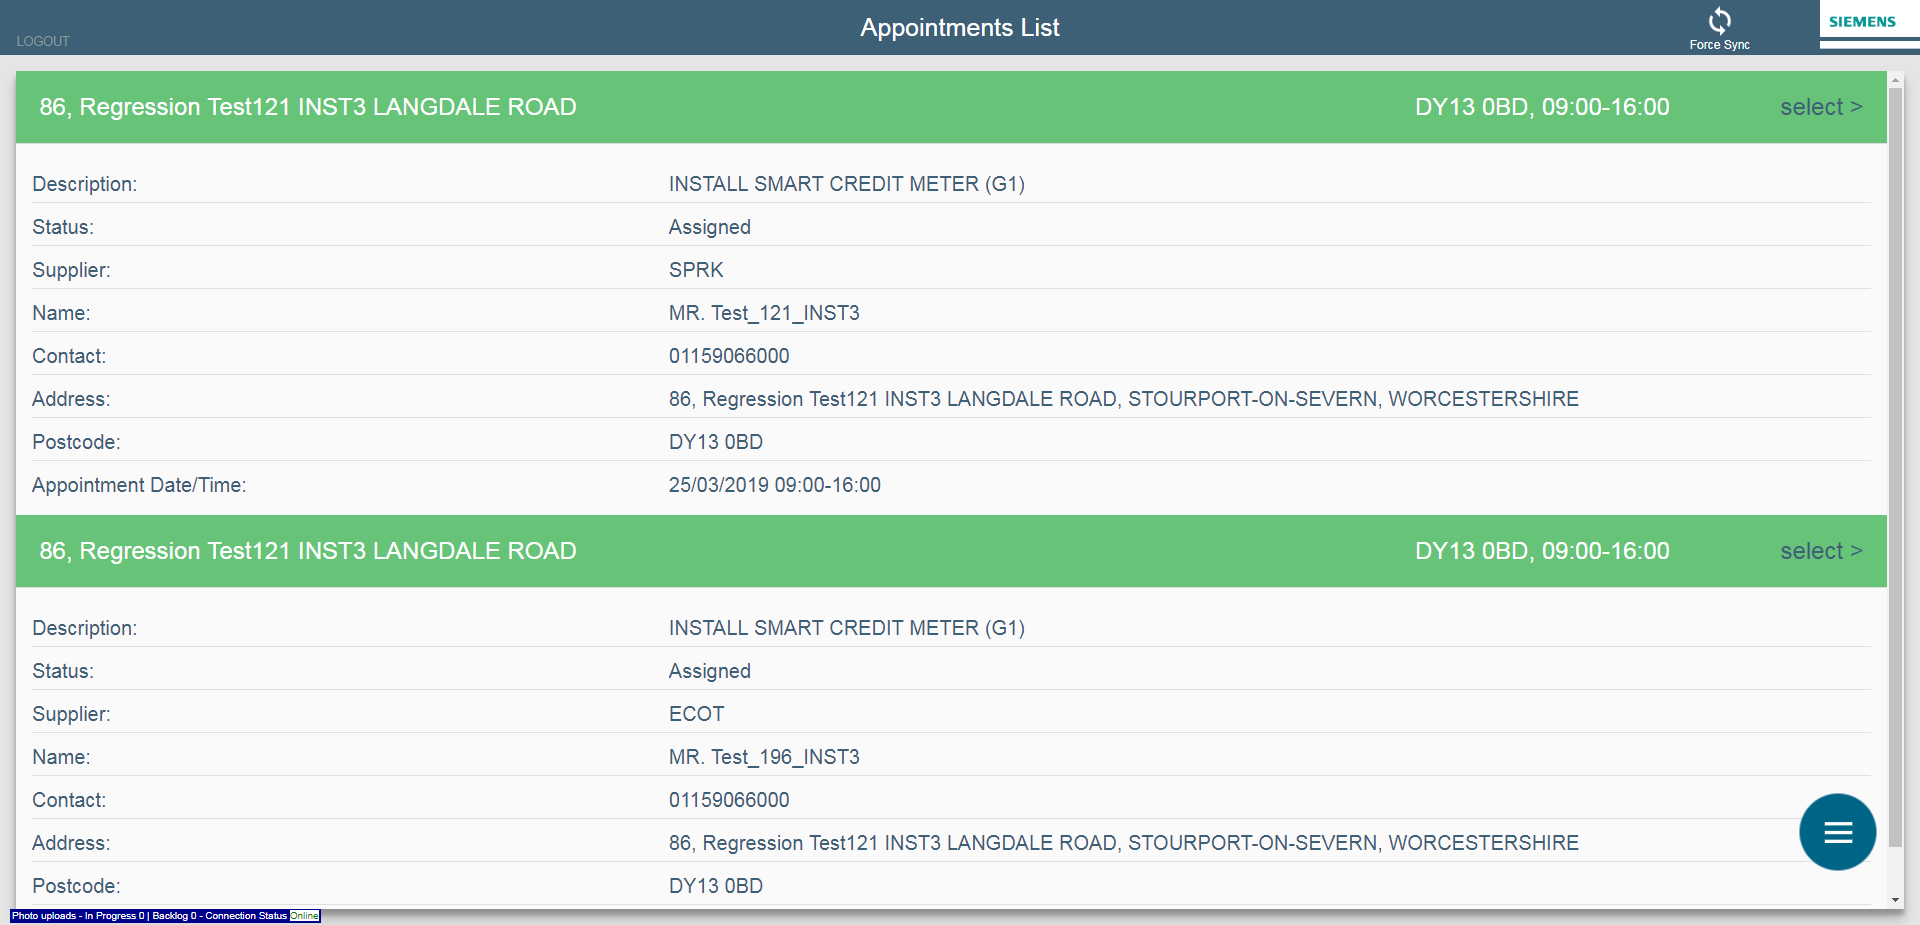 LOGOUT
Appointments List
Force Sync
SIEMENS
86, Regression Test121 INST3 LANGDALE ROAD DY13 0BD, 09:00-16:00 select >
Description: INSTALL SMART CREDIT METER (G1)
Status: Assigned
Supplier: SPRK
Name: MR. Test_121_INST3
Contact: 01159066000
Address: 86, Regression Test121 INST3 LANGDALE ROAD, STOURPORT-ON-SEVERN, WORCESTERSHIRE
Postcode: DY13 0BD
Appointment Date/Time: 25/03/2019 09:00-16:00
86, Regression Test121 INST3 LANGDALE ROAD DY13 0BD, 09:00-16:00 select >
Description: INSTALL SMART CREDIT METER (G1)
Status: Assigned
Supplier: ECOT
Name: MR. Test_196_INST3
Contact: 01159066000
Address: 86, Regression Test121 INST3 LANGDALE ROAD, STOURPORT-ON-SEVERN, WORCESTERSHIRE
Postcode: DY13 0BD
Photo uploads - In Progress 0 | Backlog 0 - Connection Status Online